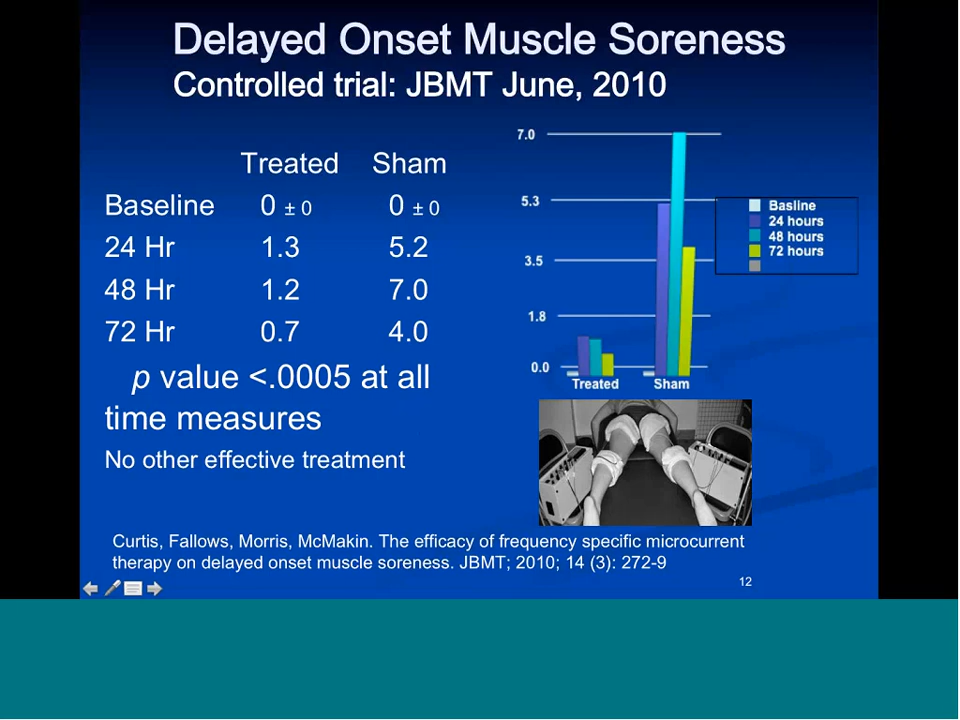 Delayed Onset Muscle Soreness
Controlled trial: JBMT June, 2010
Treated Sham
Baseline 0 ± 0 0 ± 0
24 Hr 1.3 5.2
48 Hr 1.2 7.0
72 Hr 0.7 4.0
p value <.0005 at all
time measures
No other effective treatment
7.0
5.3
3.5
1.8
0.0
Treated Sham
Basline
24 hours
48 hours
72 hours
Curtis, Fallows, Morris, McMakin. The efficacy of frequency specific microcurrent
therapy on delayed onset muscle soreness. JBMT; 2010; 14 (3): 272-9
12